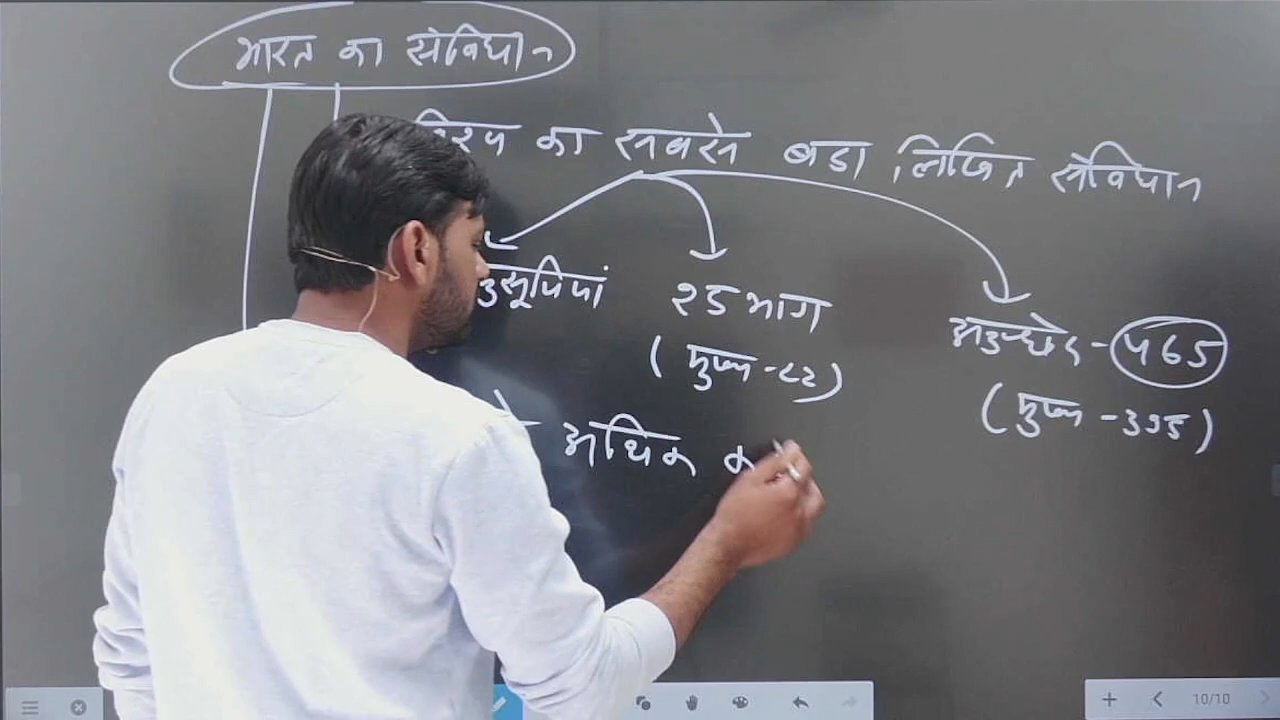 भारत का संविधान
विश्व का सबसे बडा लिखित संविधान
अनुसूचियां
25 भाग
(मुख्य - 22)
अनुच्छेद - 465
(मुख्य - 395)
अधिक
10/10